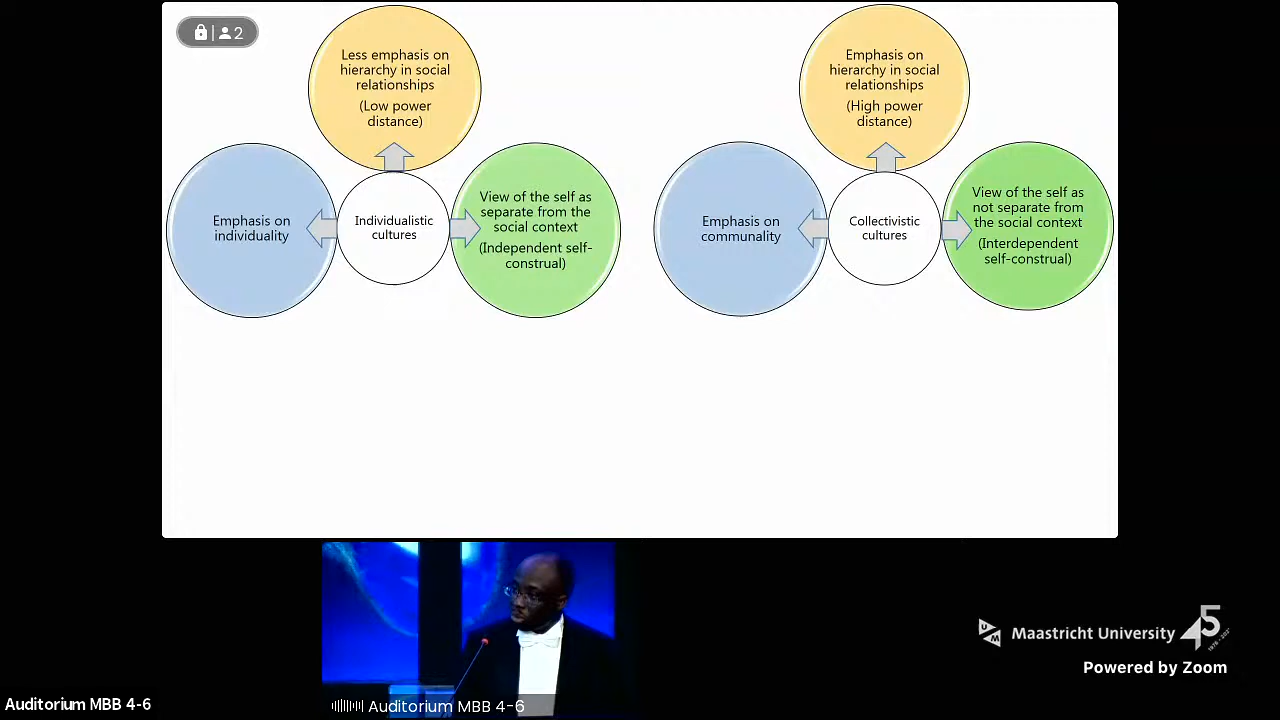 2
Less emphasis on
hierarchy in social
relationships
(Low power
distance)
Emphasis on
individuality
Individualistic
cultures
View of the self as
separate from the
social context
(Independent self-
construal)
Emphasis on
hierarchy in social
relationships
(High power
distance)
Emphasis on
communality
Collectivistic
cultures
View of the self as
not separate from
the social context
(Interdependent
self-construal)
UM
Maastricht University
45
Powered by Zoom
Auditorium MBB 4-6
Auditorium MBB 4-6